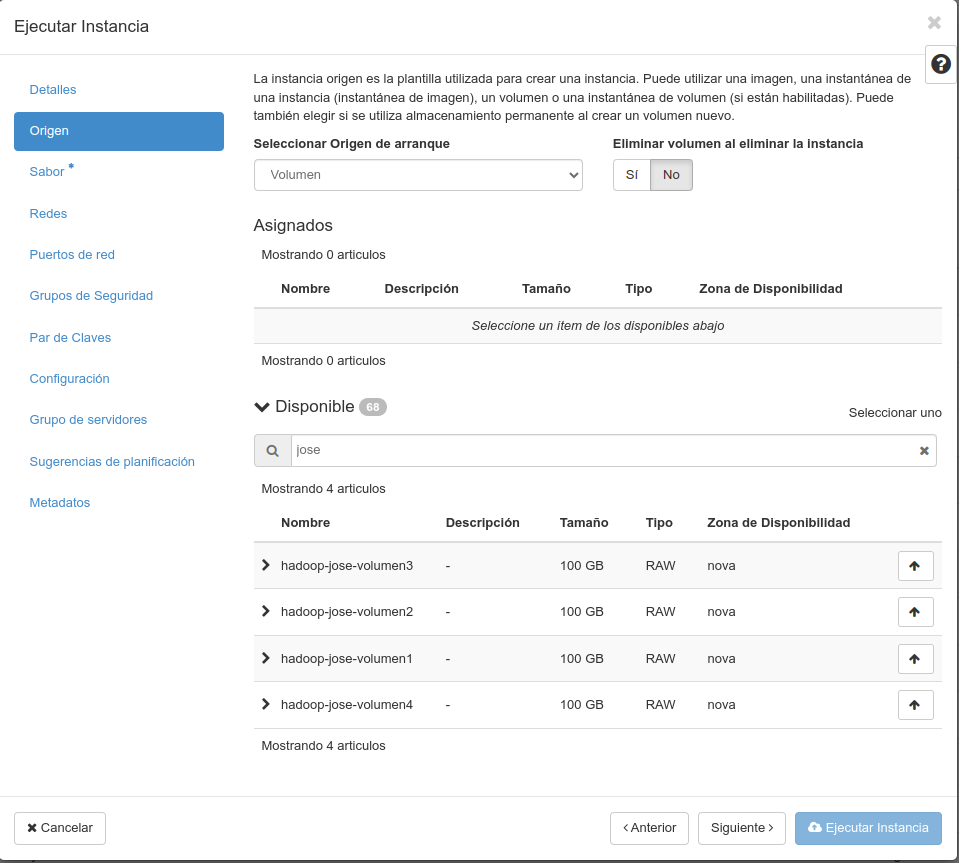 Ejecutar Instancia
Detalles
Origen
Sabor *
Redes
Puertos de red
Grupos de Seguridad
Par de Claves
Configuración
Grupo de servidores
Sugerencias de planificación
Metadatos
La instancia origen es la plantilla utilizada para crear una instancia. Puede utilizar una imagen, una instantánea de
una instancia (instantánea de imagen), un volumen o una instantánea de volumen (si están habilitadas). Puede
también elegir si se utiliza almacenamiento permanente al crear un volumen nuevo.
Seleccionar Origen de arranque Eliminar volumen al eliminar la instancia
Volumen Sí No
Asignados
Mostrando 0 articulos
Nombre Descripción Tamaño Tipo Zona de Disponibilidad
Seleccione un ítem de los disponibles abajo
Mostrando 0 articulos
Disponible 68 Seleccionar uno
jose
Mostrando 4 articulos
Nombre Descripción Tamaño Tipo Zona de Disponibilidad
hadoop-jose-volumen3 - 100 GB RAW nova
hadoop-jose-volumen2 - 100 GB RAW nova
hadoop-jose-volumen1 - 100 GB RAW nova
hadoop-jose-volumen4 - 100 GB RAW nova
Mostrando 4 articulos
Cancelar ‹ Anterior Siguiente › Ejecutar Instancia